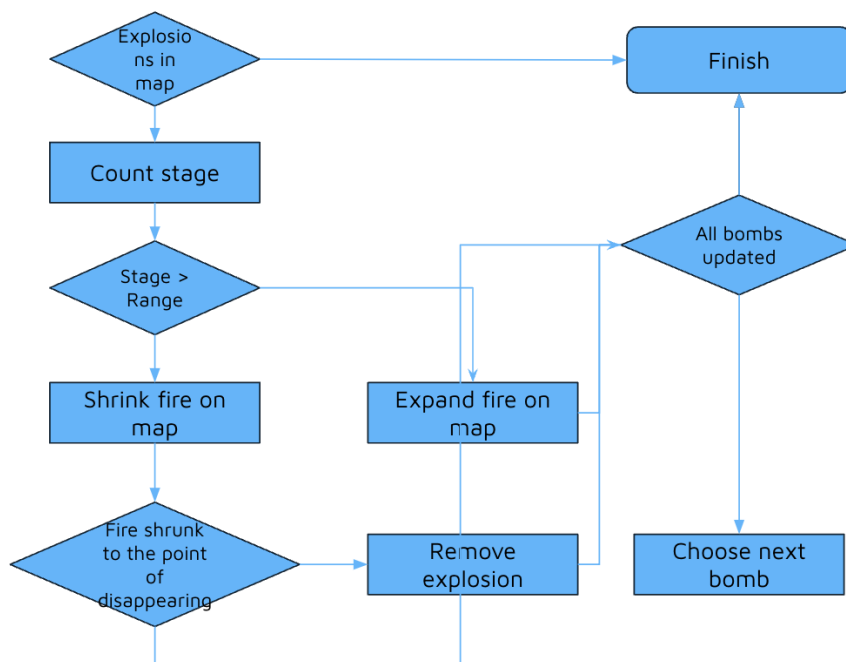 Explosio
ns in
map
Finish
Count stage
All bombs
updated
Stage >
Range
Shrink fire on
map
Expand fire on
map
Fire shrunk
to the point
of
disappearing
Remove
explosion
Choose next
bomb